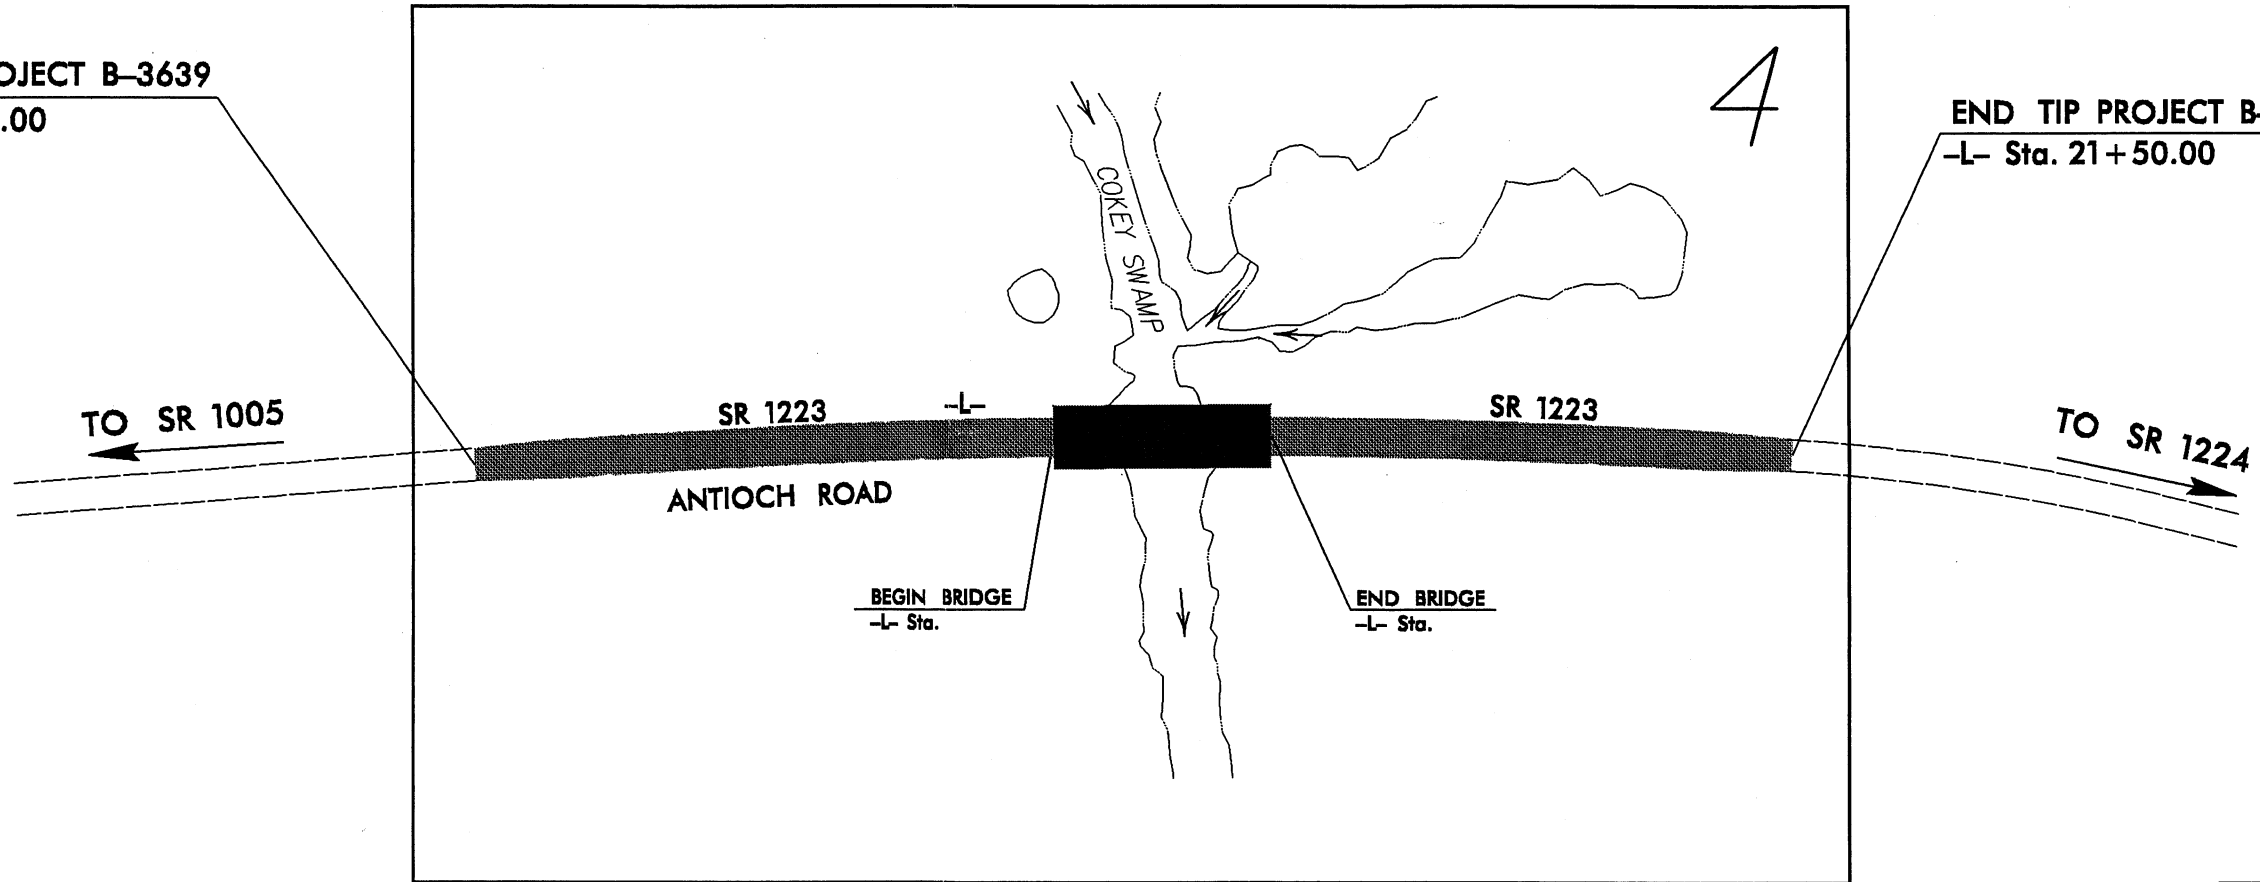 OJECT B-3639
.00
4
END TIP PROJECT B-
-L- Sta. 21+50.00
COKEY SWAMP
TO SR 1005
SR 1223
-L-
SR 1223
TO SR 1224
ANTIOCH ROAD
BEGIN BRIDGE
-L- Sta.
END BRIDGE
-L- Sta.